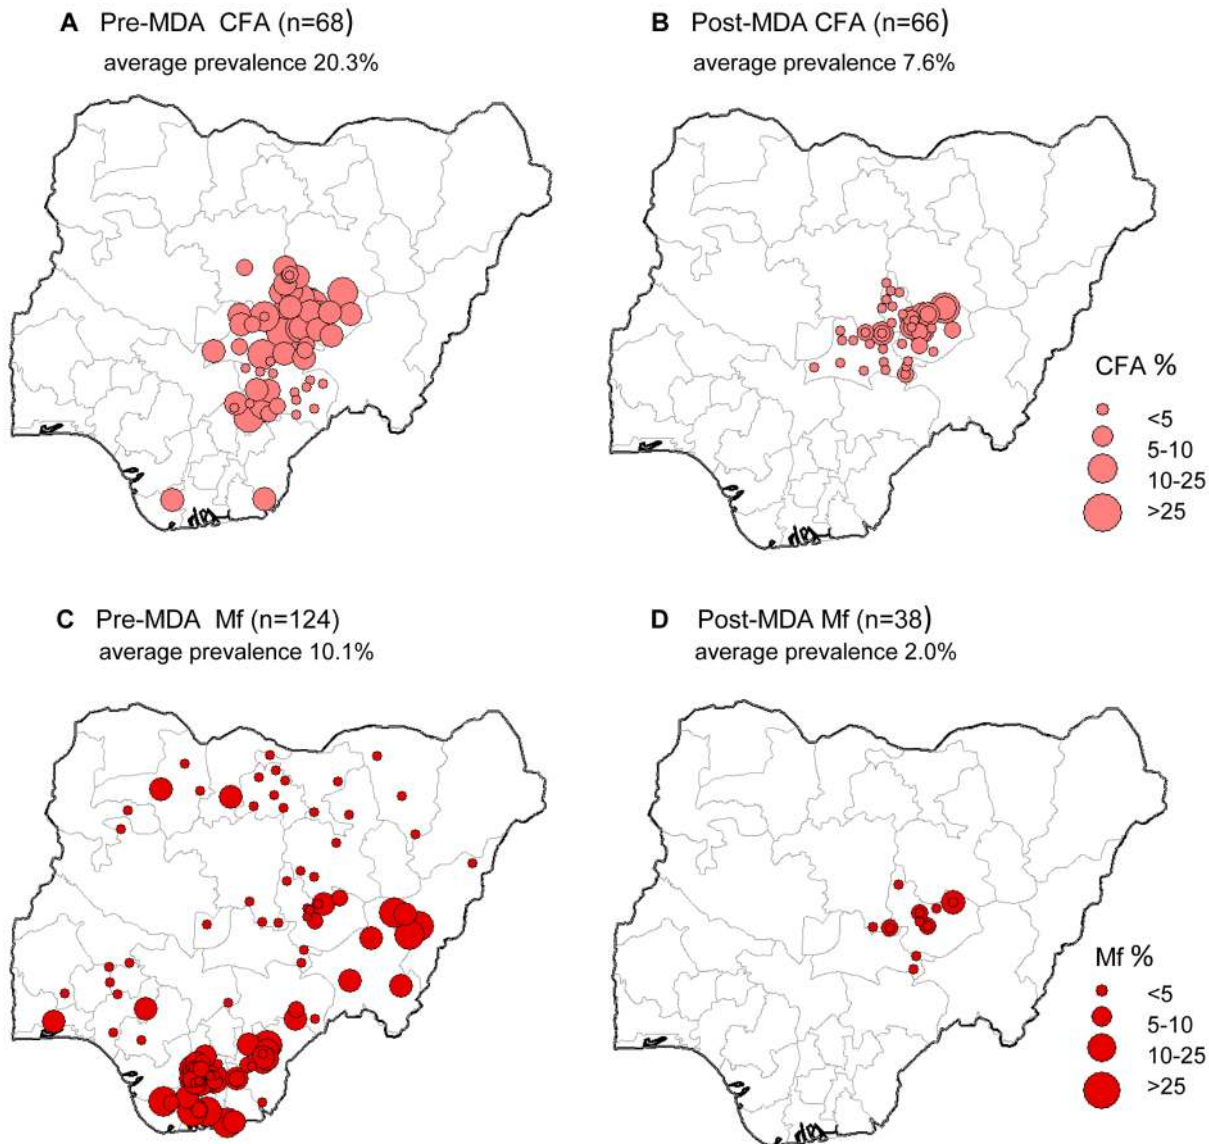 A Pre-MDA CFA (n=68)
average prevalence 20.3%
B Post-MDA CFA (n=66)
average prevalence 7.6%
CFA %
<5
5-10
10-25
>25
C Pre-MDA Mf (n=124)
average prevalence 10.1%
D Post-MDA Mf (n=38)
average prevalence 2.0%
Mf %
<5
5-10
10-25
>25